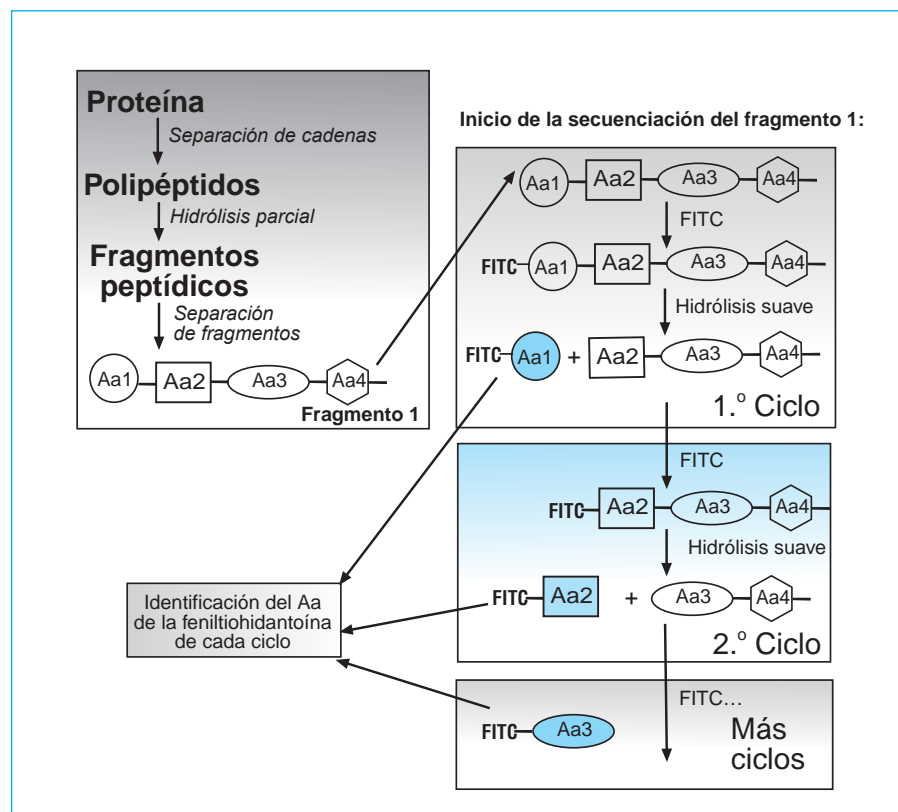 Proteína
Separación de cadenas
Polipéptidos
Hidrólisis parcial
Fragmentos
peptídicos
Separación
de fragmentos
Aa1 Aa2 Aa3 Aa4
Fragmento 1
Inicio de la secuenciación del fragmento 1:
Aa1 Aa2 Aa3 Aa4
FITC
FITC Aa1 Aa2 Aa3 Aa4
Hidrólisis suave
FITC Aa1 + Aa2 Aa3 Aa4
1.º Ciclo
FITC
FITC Aa2 Aa3 Aa4
Hidrólisis suave
FITC Aa2 + Aa3 Aa4
2.º Ciclo
FITC...
FITC Aa3
Más
ciclos
Identificación del Aa
de la feniltiohidantoína
de cada ciclo